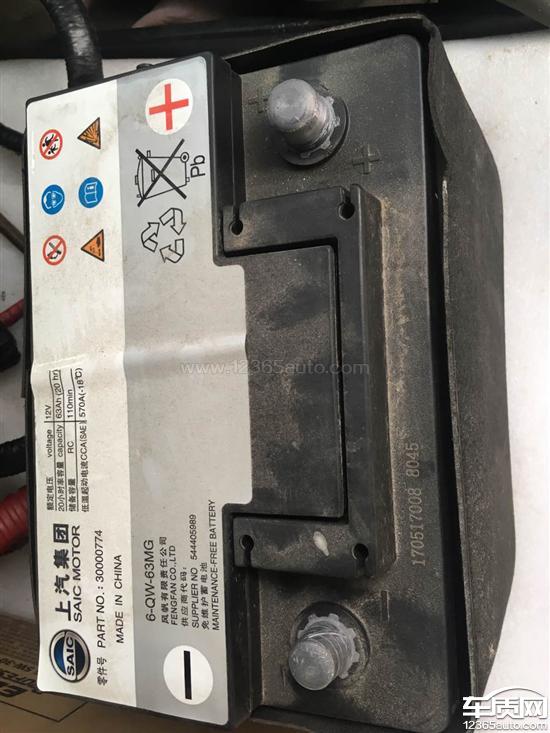 SAIC
上汽集团
SAIC MOTOR
零件号 PART NO : 30000774
MADE IN CHINA
额定电压 voltage 12V
20小时率容量 capacity 63Ah (20 hr)
储备容量 RC 110min
低温起动电流CCA(SAE) 570A(-18℃)
6-QW-63MG
风帆有限责任公司
FENGFAN CO.,LTD
供应商代码:
SUPPLIER NO 544405989
免维护蓄电池
MAINTENANCE-FREE BATTERY
Pb
+
170517008 8045
www.12365auto.com
车质网
12365auto.com